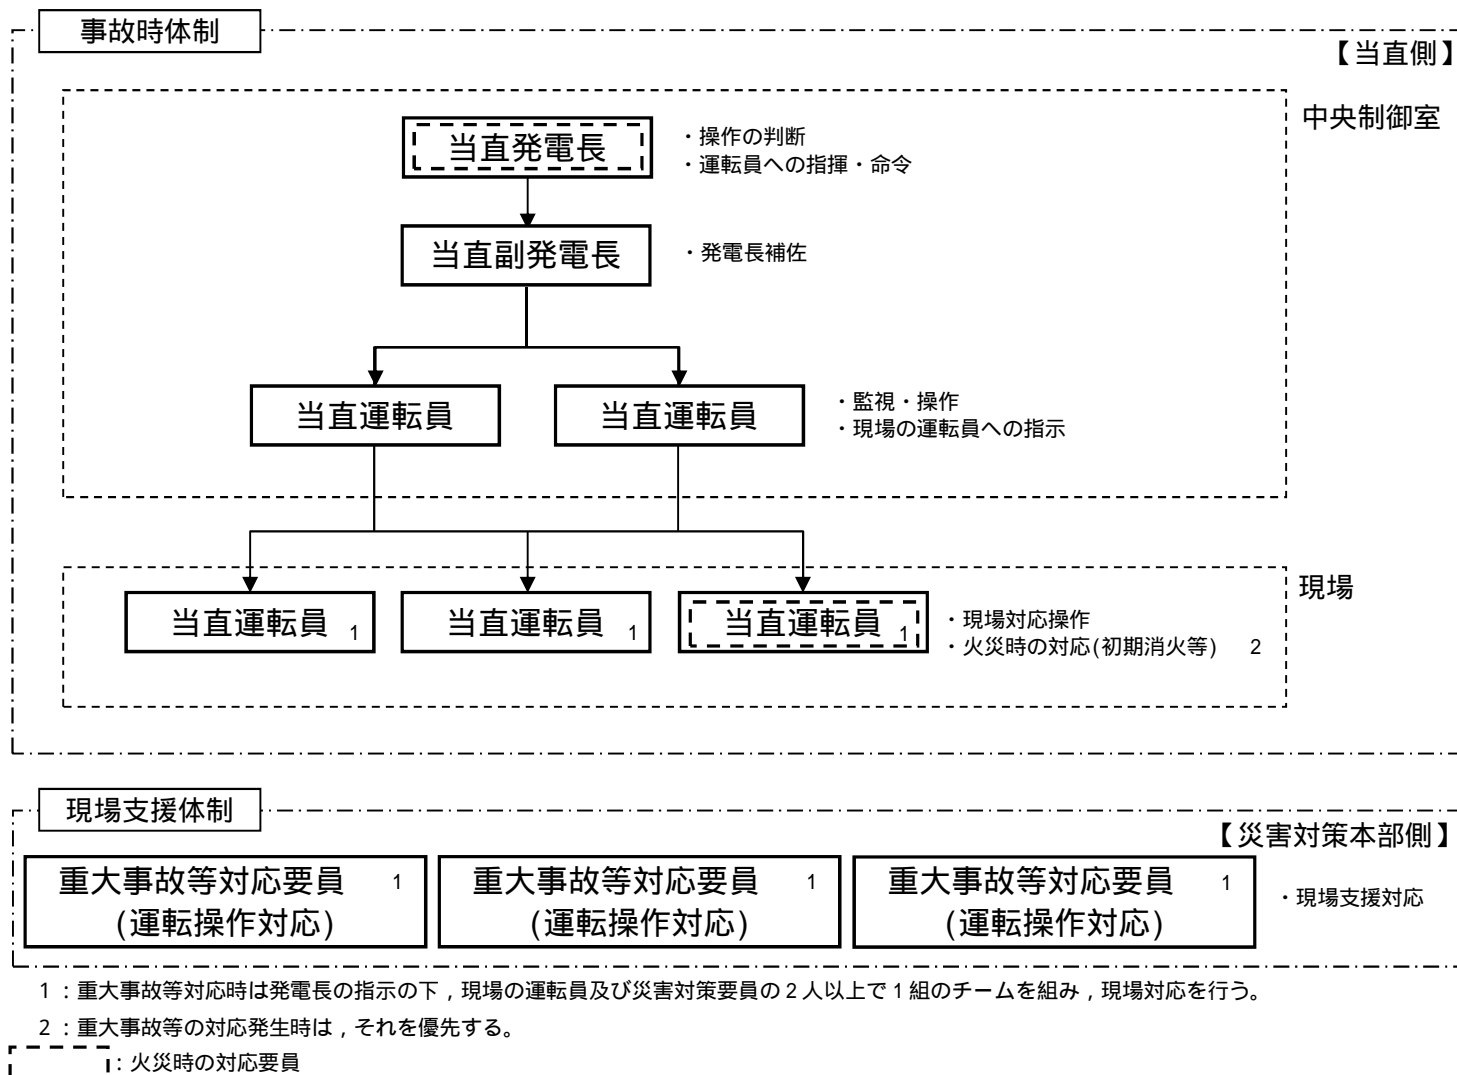 事故時体制
【当直側】
中央制御室
当直発電長
・操作の判断
・運転員への指揮・命令
当直副発電長
・発電長補佐
当直運転員 当直運転員
・監視・操作
・現場の運転員への指示
現場
当直運転員 1 当直運転員 1 当直運転員 1
・現場対応操作
・火災時の対応(初期消火等) 2
現場支援体制
【災害対策本部側】
重大事故等対応要員 1 重大事故等対応要員 1 重大事故等対応要員 1
(運転操作対応) (運転操作対応) (運転操作対応)
・現場支援対応
1：重大事故等対応時は発電長の指示の下，現場の運転員及び災害対策要員の2人以上で1組のチームを組み，現場対応を行う。
2：重大事故等の対応発生時は，それを優先する。
：火災時の対応要員